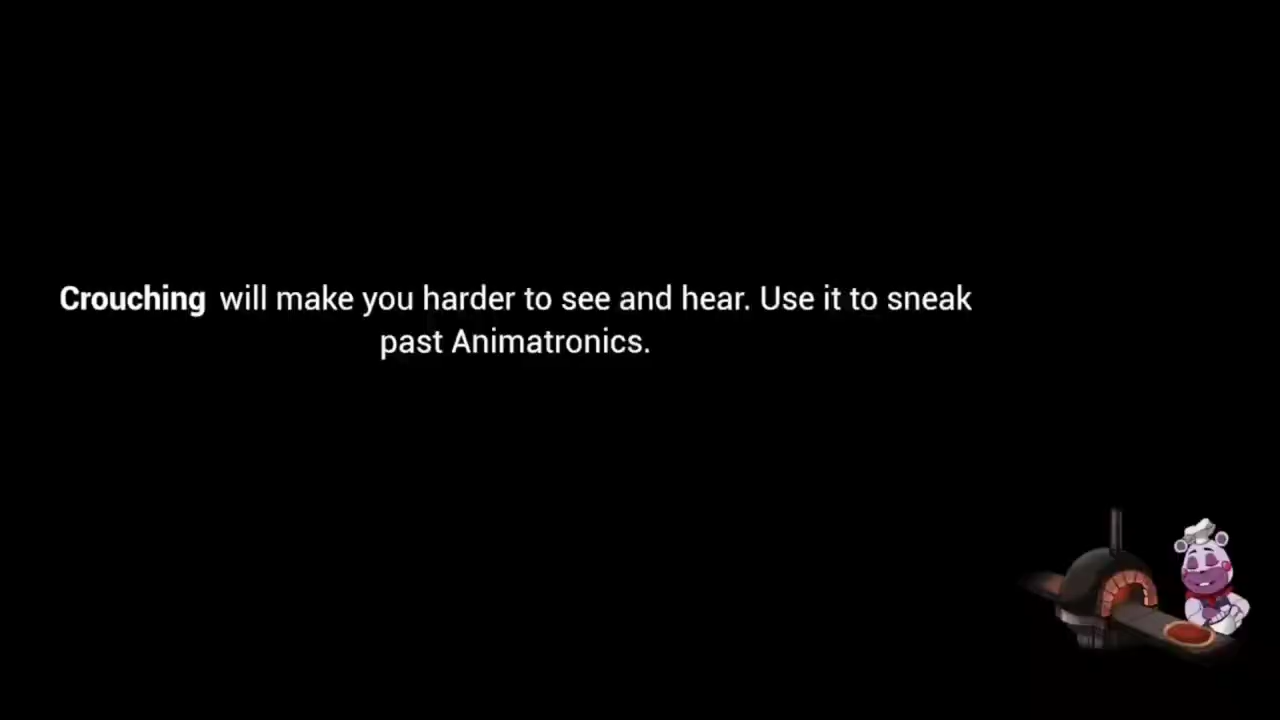 Crouching will make you harder to see and hear. Use it to sneak
past Animatronics.